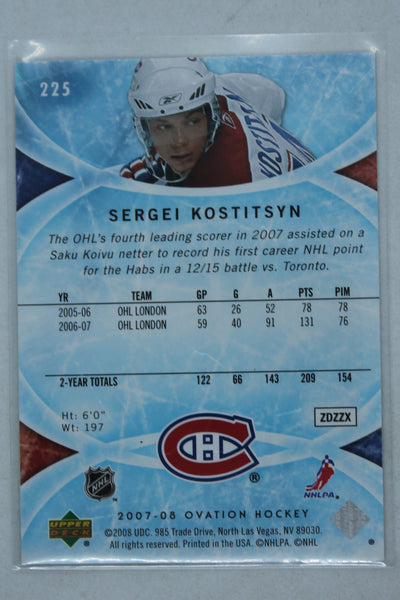 225
KOSTITSYN
SERGEI KOSTITSYN
The OHL's fourth leading scorer in 2007 assisted on a
Saku Koivu netter to record his first career NHL point
for the Habs in a 12/15 battle vs. Toronto.
YR TEAM GP G A PTS PIM
2005-06 OHL LONDON 63 26 52 78 78
2006-07 OHL LONDON 59 40 91 131 76
2-YEAR TOTALS 122 66 143 209 154
Ht: 6'0"
Wt: 197
ZDZZX
CH
®
NHL
NHLPA
2007-08 OVATION HOCKEY
UPPER DECK
©2008 UDC. 985 Trade Drive, North Las Vegas, NV 89030.
All rights reserved. Printed in the USA. ©NHLPA. ©NHL